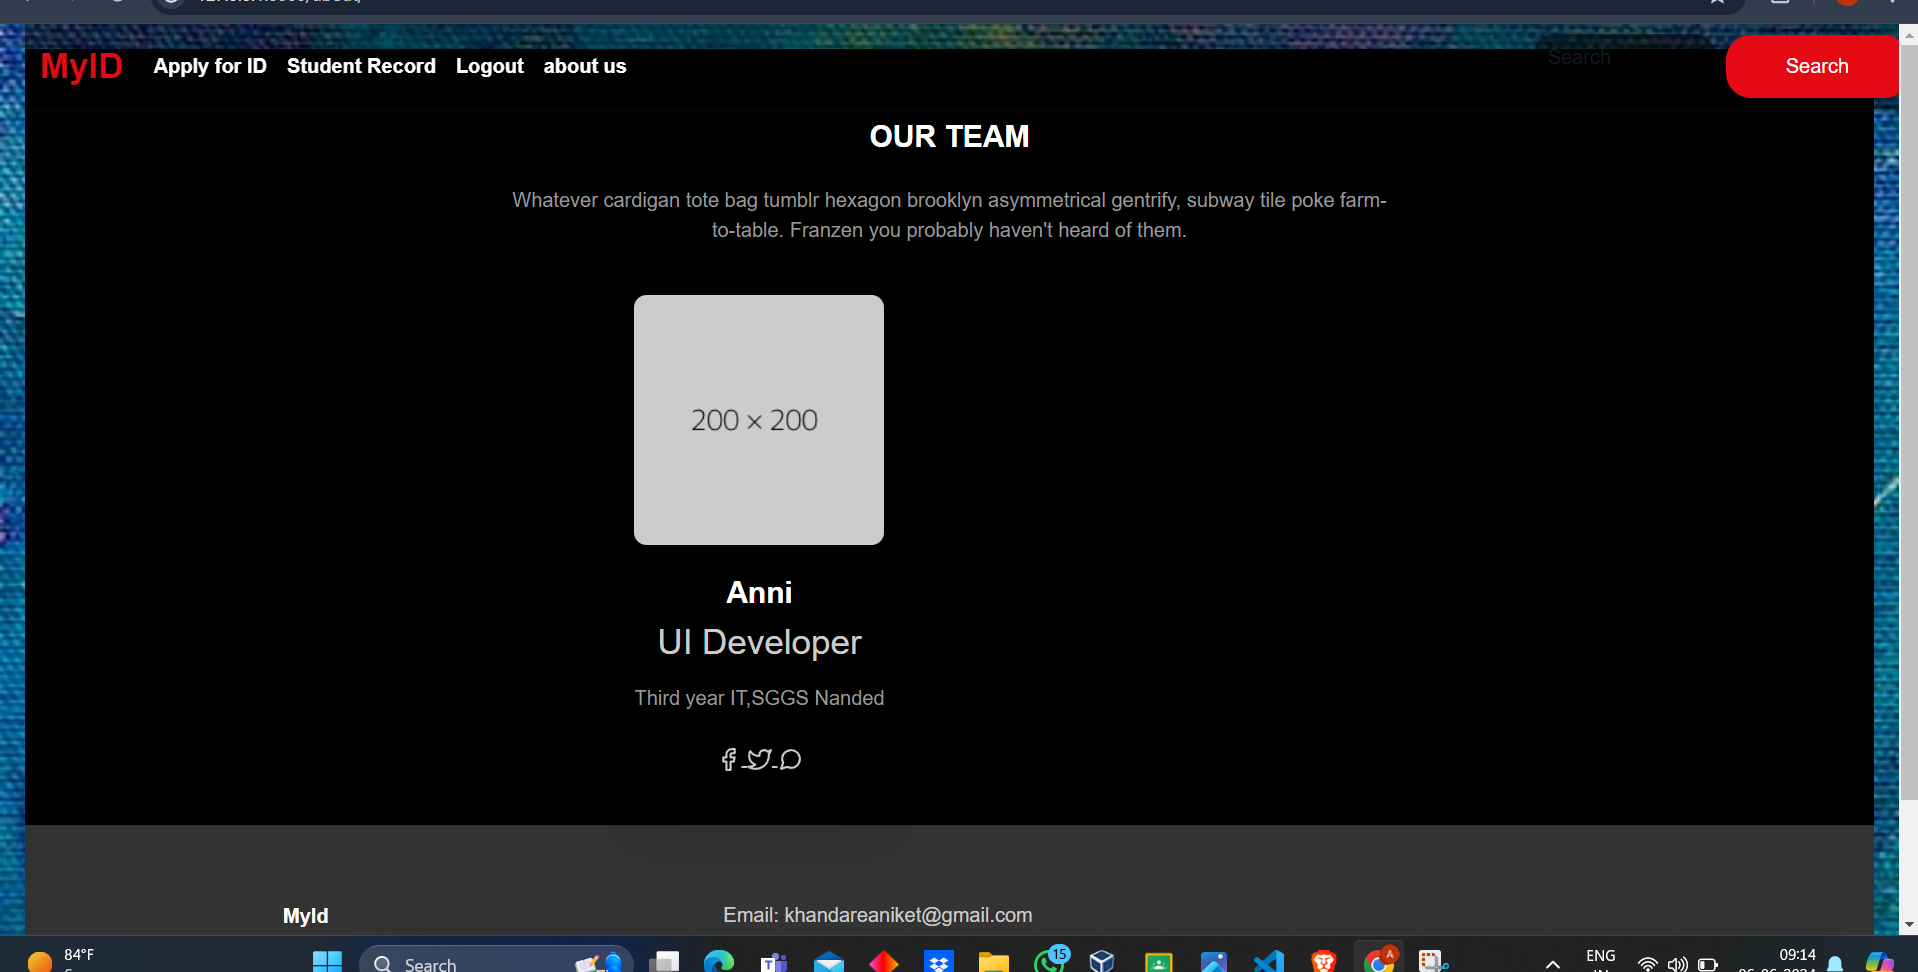 MyID Apply for ID Student Record Logout about us Search Search
OUR TEAM
Whatever cardigan tote bag tumblr hexagon brooklyn asymmetrical gentrify, subway tile poke farm-
to-table. Franzen you probably haven't heard of them.
200 × 200
Anni
UI Developer
Third year IT,SGGS Nanded
MyId
Email: khandareaniket@gmail.com
84°F
Search
15
A
ENG
09:14